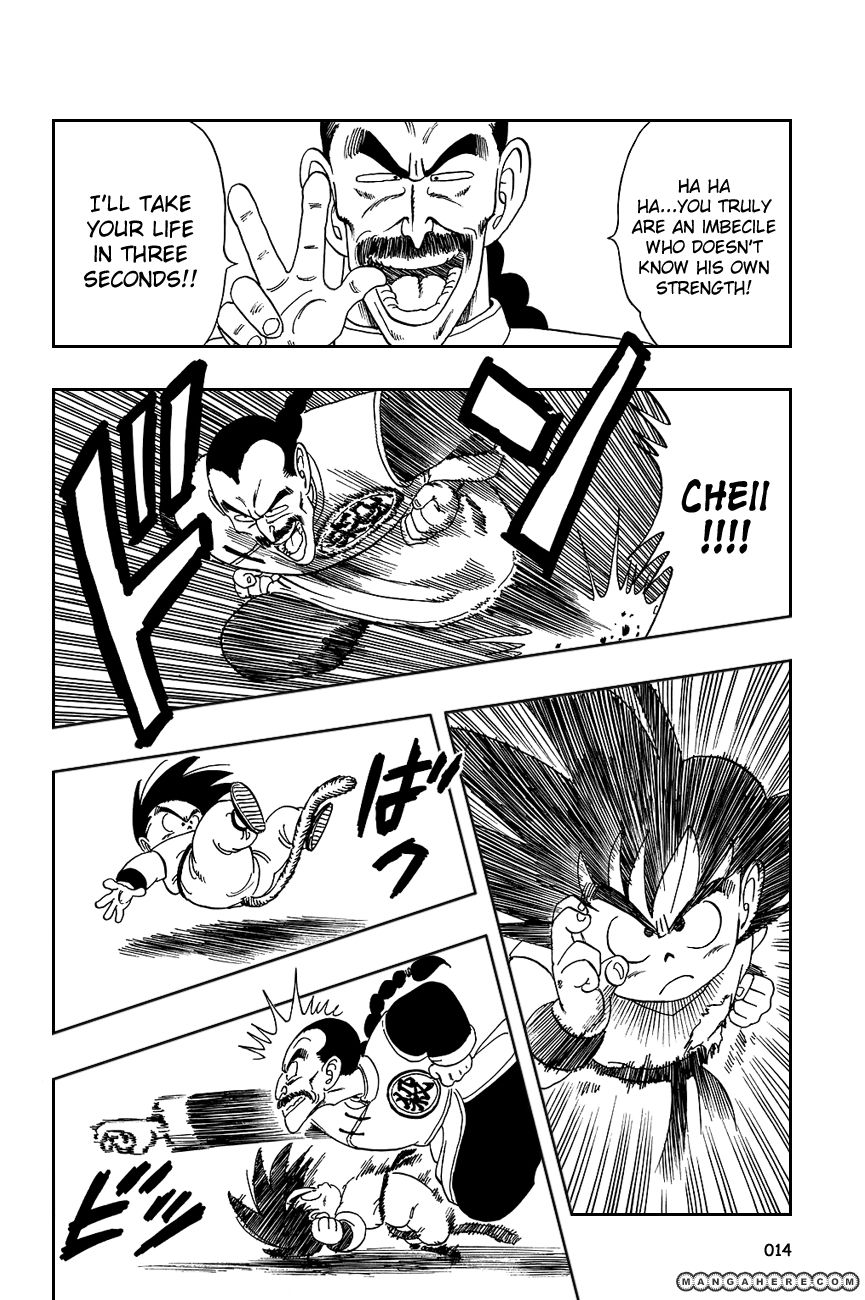 HA HA
HA...YOU TRULY
ARE AN IMBECILE
WHO DOESN'T
KNOW HIS OWN
STRENGTH!
I'LL TAKE
YOUR LIFE
IN THREE
SECONDS!!
CHEII
!!!!
ドン
ばっ
ビッ
014
MANGAHERE.COM